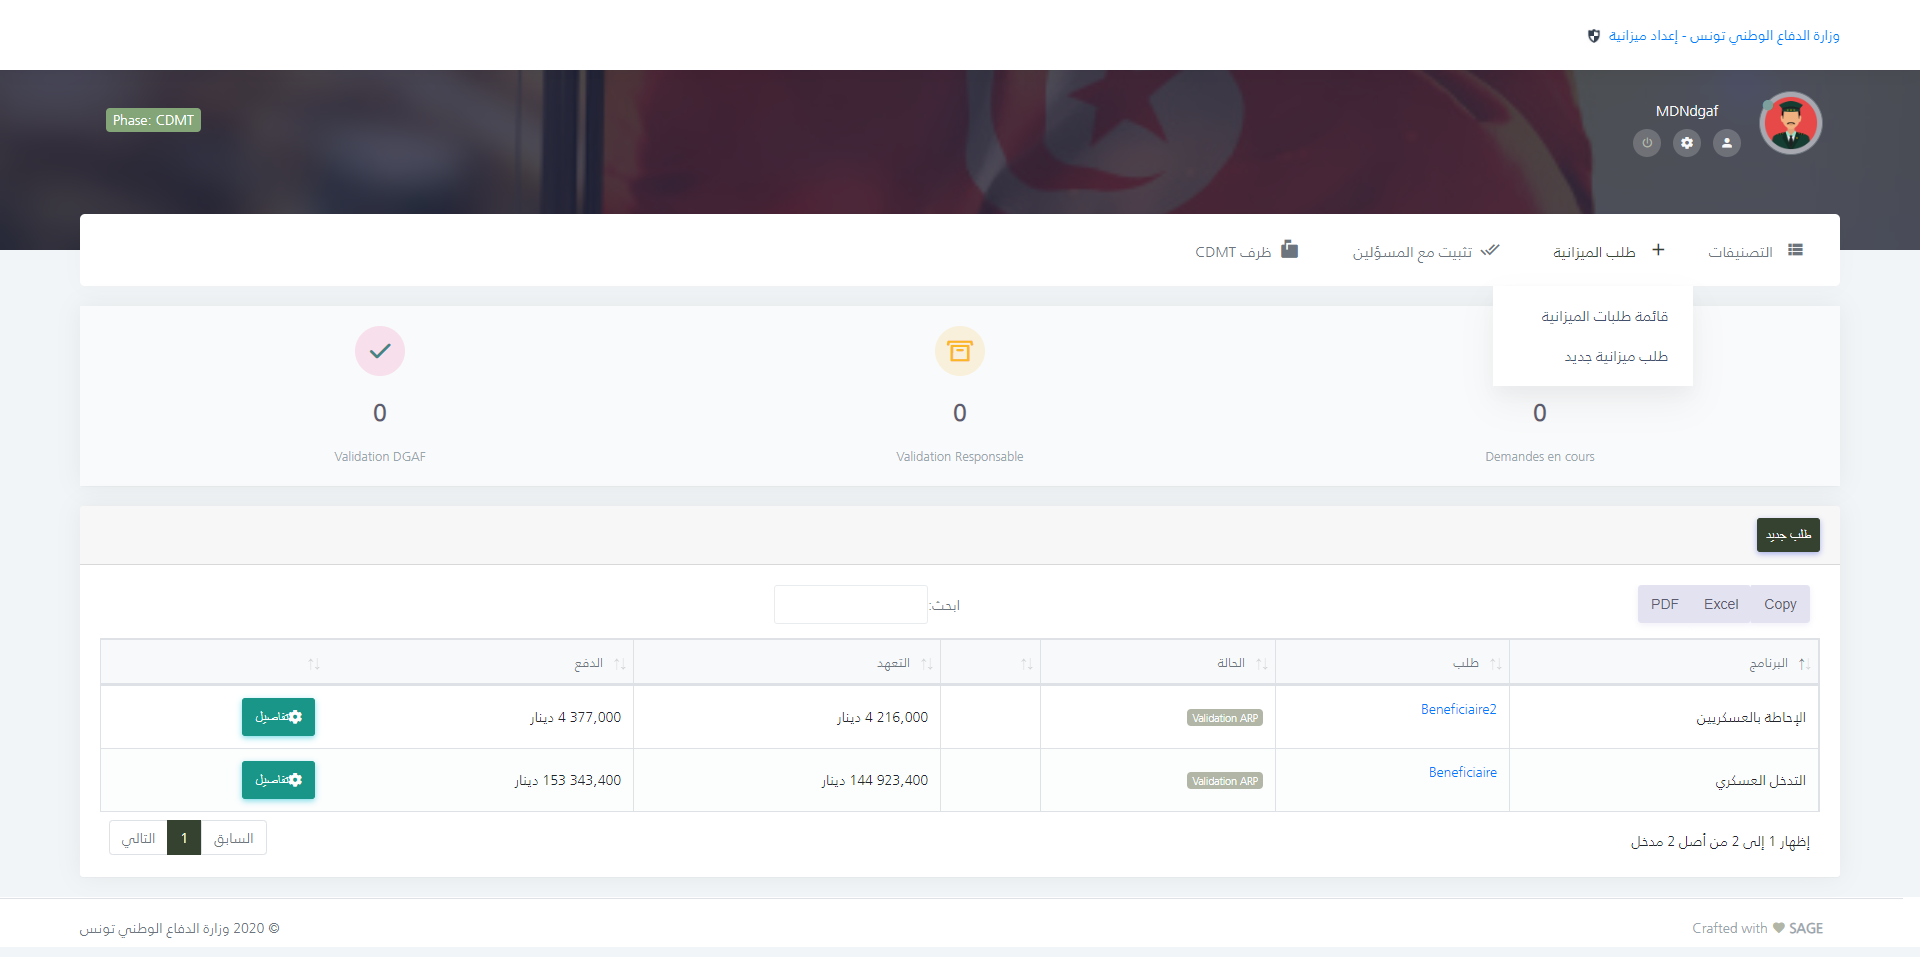 وزارة الدفاع الوطني تونس - إعداد ميزانية
MDNdgaf
Phase: CDMT
التصنيفات
طلب الميزانية
تثبيت مع المسؤلين
ظرف CDMT
قائمة طلبات الميزانية
طلب ميزانية جديد
0
Demandes en cours
0
Validation Responsable
0
Validation DGAF
طلب جديد
Copy
Excel
PDF
ابحث:
البرنامج
طلب
الحالة
التعهد
الدفع
الإحاطة بالعسكريين
Beneficiaire2
Validation ARP
4 216,000 دينار
4 377,000 دينار
تفاصيل
التدخل العسكري
Beneficiaire
Validation ARP
144 923,400 دينار
153 343,400 دينار
تفاصيل
إظهار 1 إلى 2 من أصل 2 مدخل
السابق
1
التالي
Crafted with ♥ SAGE
© 2020 وزارة الدفاع الوطني تونس